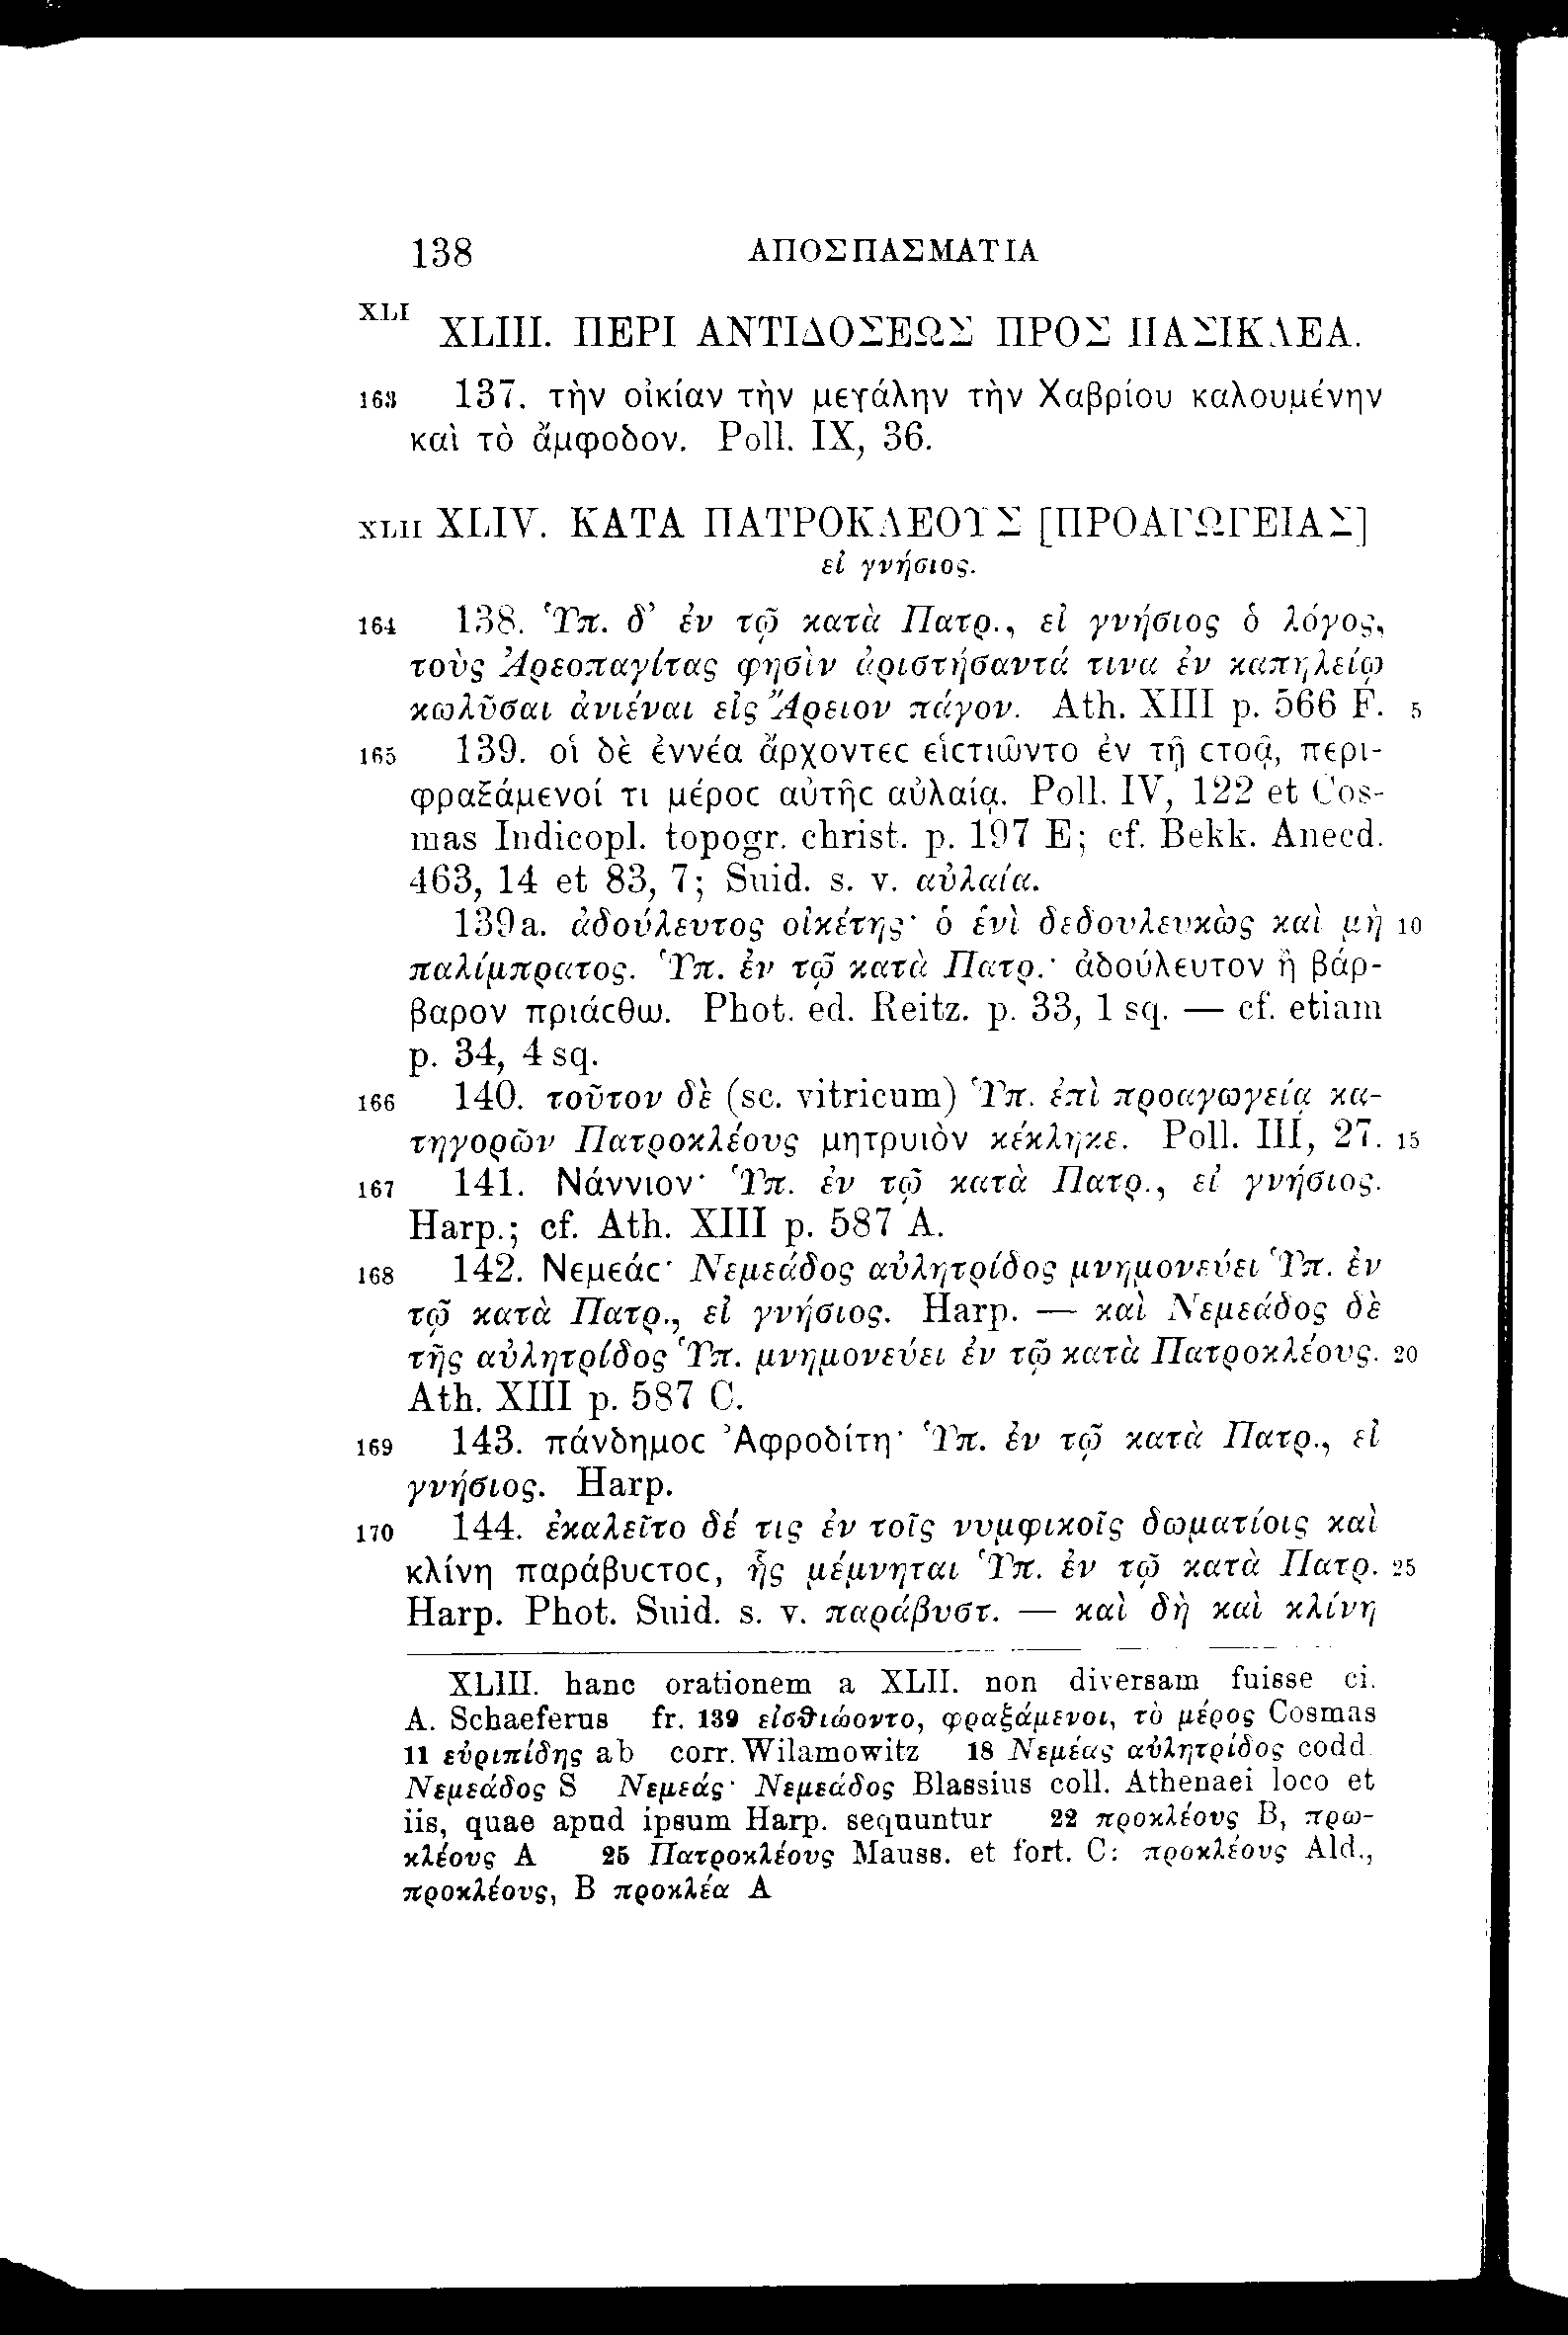 138 ΑΠΟΣΠΑΣΜΑΤΙΑ
XLI XLIII. ΠΕΡΙ ΑΝΤΙΔΟΣΕΩΣ ΠΡΟΣ ΠΑΣΙΚΛΕΑ.
163 137. τὴν οἰκίαν τὴν μεγάλην τὴν Χαβρίου καλουμένην
καὶ τὸ ἄμφοδον. Poll. IX, 36.
XLII XLIV. ΚΑΤΑ ΠΑΤΡΟΚΛΕΟΥΣ [ΠΡΟΑΓΩΓΕΙΑΣ]
εἰ γνήσιος.
164 138. Ὑπ. δ’ ἐν τῷ κατὰ Πατρ., εἰ γνήσιος ὁ λόγος,
τοὺς Ἀρεοπαγίτας φησὶν ἀριστήσαντά τινα ἐν καπηλείῳ
κωλῦσαι ἀνιέναι εἰς Ἄρειον πάγον. Ath. XIII p. 566 F. 5
165 139. οἱ δὲ ἐννέα ἄρχοντεϲ εἱϲτιῶντο ἐν τῇ ϲτοᾷ, περι-
φραξάμενοί τι μέροϲ αὐτῆϲ αὐλαίᾳ. Poll. IV, 122 et Cos-
mas Indicopl. topogr. christ. p. 197 E; cf. Bekk. Anecd.
463, 14 et 83, 7; Suid. s. v. αὐλαία.
139a. ἀδούλευτος οἰκέτης· ὁ ἑνὶ δεδουλευκὼς καὶ μὴ 10
παλίμπρατος. Ὑπ. ἐν τῷ κατὰ Πατρ.· ἀδούλευτον ἢ βάρ-
βαρον πριάϲθω. Phot. ed. Reitz. p. 33, 1 sq. — cf. etiam
p. 34, 4 sq.
166 140. τοῦτον δὲ (sc. vitricum) Ὑπ. ἐπὶ προαγωγείᾳ κα-
τηγορῶν Πατροκλέους μητρυιὸν κέκληκε. Poll. III, 27. 15
167 141. Νάννιον· Ὑπ. ἐν τῷ κατὰ Πατρ., εἰ γνήσιος.
Harp.; cf. Ath. XIII p. 587 A.
168 142. Νεμεάϲ· Νεμεάδος αὐλητρίδος μνημονεύει Ὑπ. ἐν
τῷ κατὰ Πατρ., εἰ γνήσιος. Harp. — καὶ Νεμεάδος δὲ
τῆς αὐλητρίδος Ὑπ. μνημονεύει ἐν τῷ κατὰ Πατροκλέους. 20
Ath. XIII p. 587 C.
169 143. πάνδημοϲ Ἀφροδίτη· Ὑπ. ἐν τῷ κατὰ Πατρ., εἰ
γνήσιος. Harp.
170 144. ἐκαλεῖτο δέ τις ἐν τοῖς νυμφικοῖς δωματίοις καὶ
κλίνη παράβυϲτοϲ, ἧς μέμνηται Ὑπ. ἐν τῷ κατὰ Πατρ. 25
Harp. Phot. Suid. s. v. παράβυστ. — καὶ δὴ καὶ κλίνη
XLIII. hanc orationem a XLII. non diversam fuisse ci.
A. Schaeferus fr. 139 εἰσθιώοντο, φραξάμενοι, τὸ μέρος Cosmas
11 εὐριπίδης ab corr. Wilamowitz 18 Νεμέας αὐλητρίδος codd.
Νεμεάδος S Νεμεάς· Νεμεάδος Blassius coll. Athenaei loco et
iis, quae apud ipsum Harp. sequuntur 22 προκλέους B, πρω-
κλέους A 25 Πατροκλέους Mauss. et fort. C: προκλέους Ald.,
προκλέους, B προκλέα A